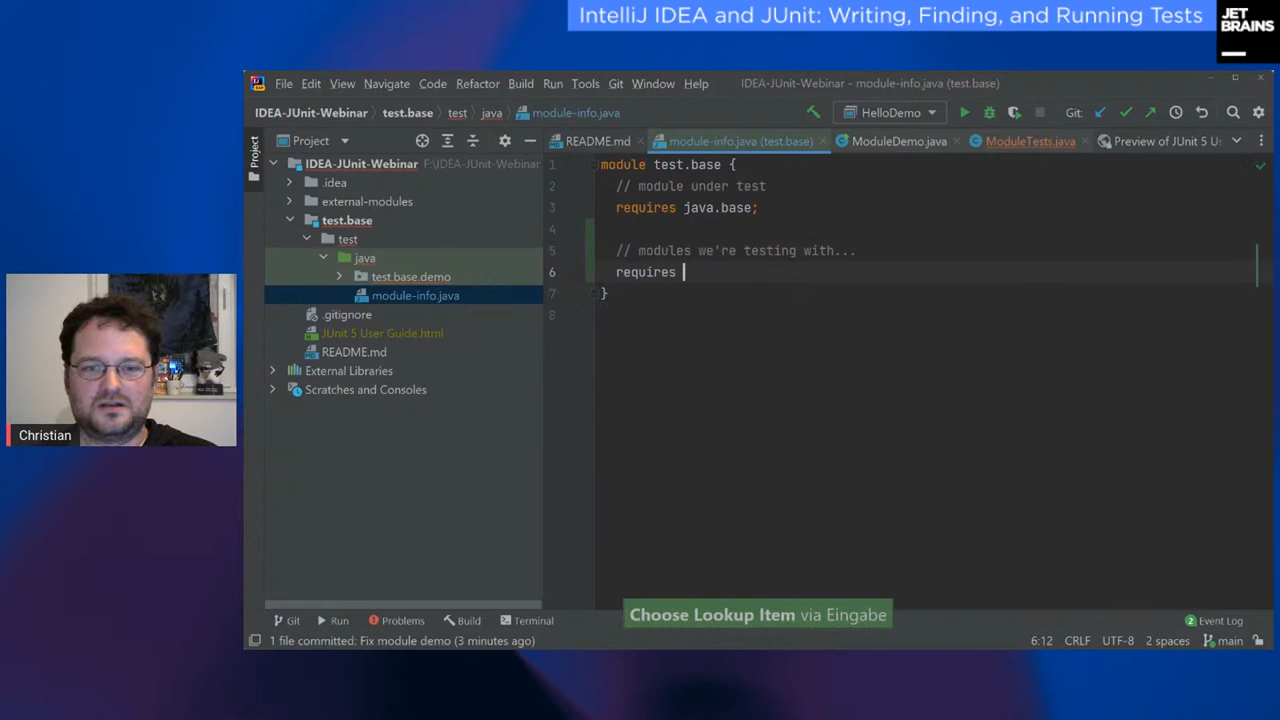 IntelliJ IDEA and JUnit: Writing, Finding, and Running Tests
JET
BRAINS
File Edit View Navigate Code Refactor Build Run Tools Git Window Help IDEA-JUnit-Webinar - module-info.java (test.base)
IDEA-JUnit-Webinar test.base test java module-info.java HelloDemo Git:
Project README.md module-info.java (test.base) ModuleDemo.java ModuleTests.java Preview of JUnit 5 Us
Project
IDEA-JUnit-Webinar F:\IDEA-JUnit-Webinar
.idea
external-modules
test.base
test
java
test.base.demo
module-info.java
.gitignore
JUnit 5 User Guide.html
README.md
External Libraries
Scratches and Consoles
1 module test.base {
2 // module under test
3 requires java.base;
4
5 // modules we're testing with...
6 requires
7 }
8
Christian
Choose Lookup Item via Eingabe
Git Run Problems Build Terminal 2 Event Log
1 file committed: Fix module demo (3 minutes ago) 6:12 CRLF UTF-8 2 spaces main